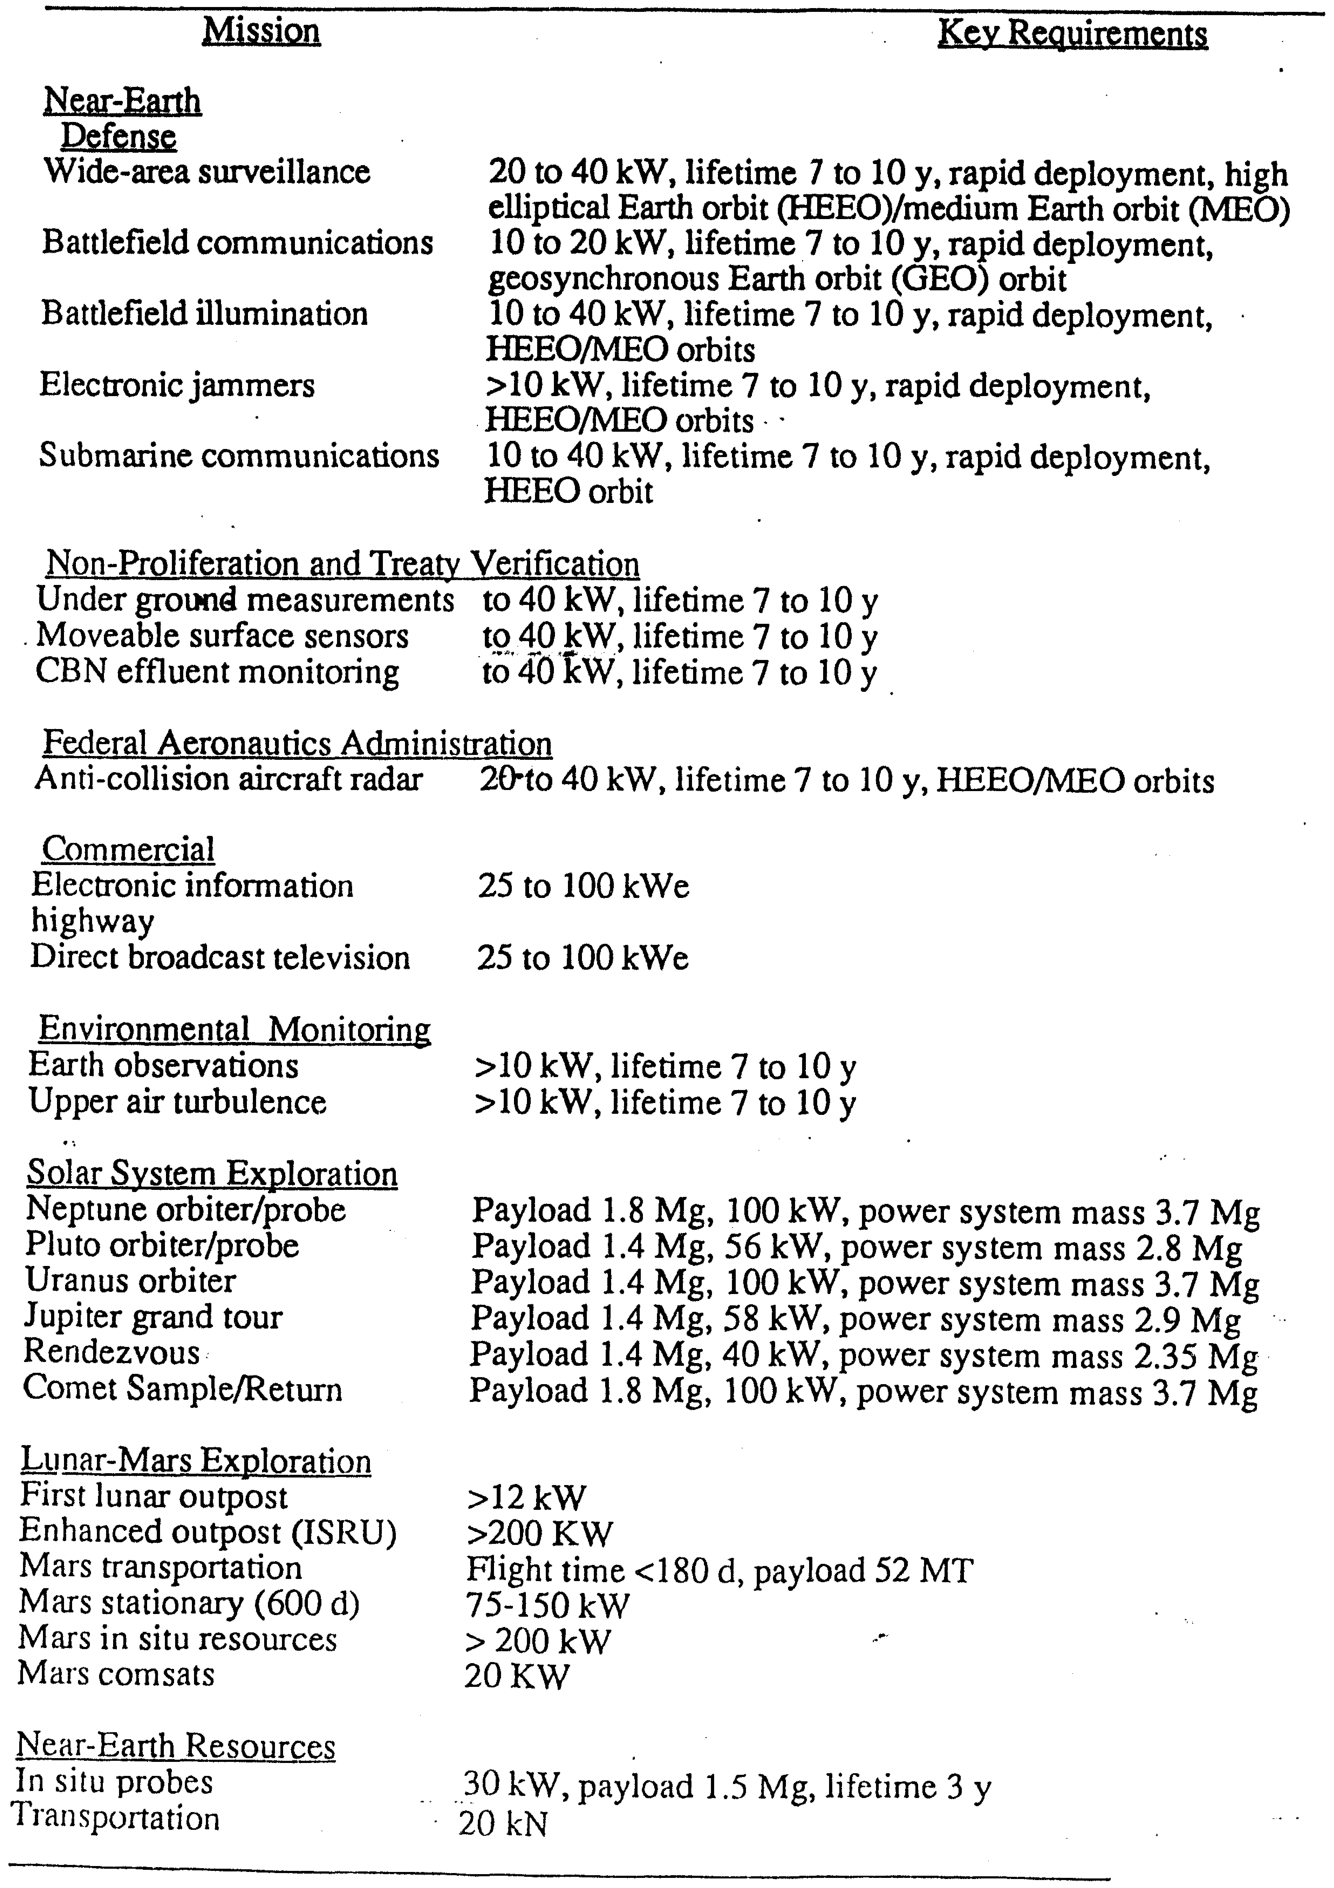 Mission Key Requirements
Near-Earth
Defense
Wide-area surveillance 20 to 40 kW, lifetime 7 to 10 y, rapid deployment, high
elliptical Earth orbit (HEEO)/medium Earth orbit (MEO)
Battlefield communications 10 to 20 kW, lifetime 7 to 10 y, rapid deployment,
geosynchronous Earth orbit (GEO) orbit
Battlefield illumination 10 to 40 kW, lifetime 7 to 10 y, rapid deployment,
HEEO/MEO orbits
Electronic jammers >10 kW, lifetime 7 to 10 y, rapid deployment,
HEEO/MEO orbits
Submarine communications 10 to 40 kW, lifetime 7 to 10 y, rapid deployment,
HEEO orbit
Non-Proliferation and Treaty Verification
Under ground measurements to 40 kW, lifetime 7 to 10 y
Moveable surface sensors to 40 kW, lifetime 7 to 10 y
CBN effluent monitoring to 40 kW, lifetime 7 to 10 y
Federal Aeronautics Administration
Anti-collision aircraft radar 20 to 40 kW, lifetime 7 to 10 y, HEEO/MEO orbits
Commercial
Electronic information 25 to 100 kWe
highway
Direct broadcast television 25 to 100 kWe
Environmental Monitoring
Earth observations >10 kW, lifetime 7 to 10 y
Upper air turbulence >10 kW, lifetime 7 to 10 y
Solar System Exploration
Neptune orbiter/probe Payload 1.8 Mg, 100 kW, power system mass 3.7 Mg
Pluto orbiter/probe Payload 1.4 Mg, 56 kW, power system mass 2.8 Mg
Uranus orbiter Payload 1.4 Mg, 100 kW, power system mass 3.7 Mg
Jupiter grand tour Payload 1.4 Mg, 58 kW, power system mass 2.9 Mg
Rendezvous Payload 1.4 Mg, 40 kW, power system mass 2.35 Mg
Comet Sample/Return Payload 1.8 Mg, 100 kW, power system mass 3.7 Mg
Lunar-Mars Exploration
First lunar outpost >12 kW
Enhanced outpost (ISRU) >200 KW
Mars transportation Flight time <180 d, payload 52 MT
Mars stationary (600 d) 75-150 kW
Mars in situ resources > 200 kW
Mars comsats 20 KW
Near-Earth Resources
In situ probes 30 kW, payload 1.5 Mg, lifetime 3 y
Transportation 20 kN